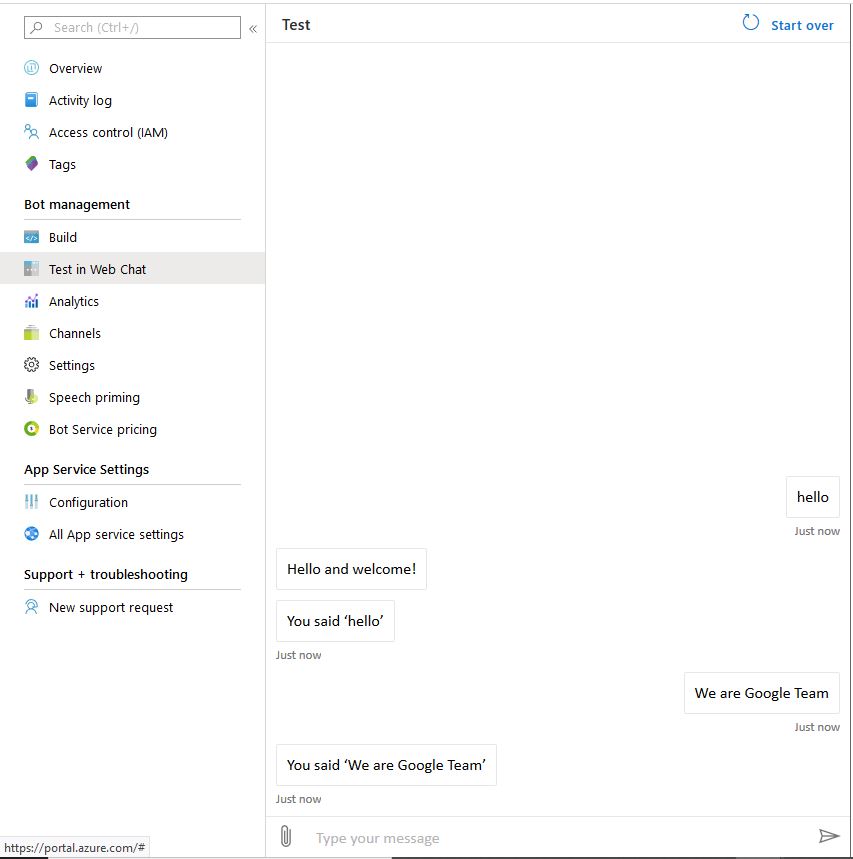 Search (Ctrl+/)
«
Overview
Activity log
Access control (IAM)
Tags
Bot management
Build
Test in Web Chat
Analytics
Channels
Settings
Speech priming
Bot Service pricing
App Service Settings
Configuration
All App service settings
Support + troubleshooting
New support request
https://portal.azure.com/#
Test
Start over
hello
Just now
Hello and welcome!
You said ‘hello’
Just now
We are Google Team
Just now
You said ‘We are Google Team’
Just now
Type your message